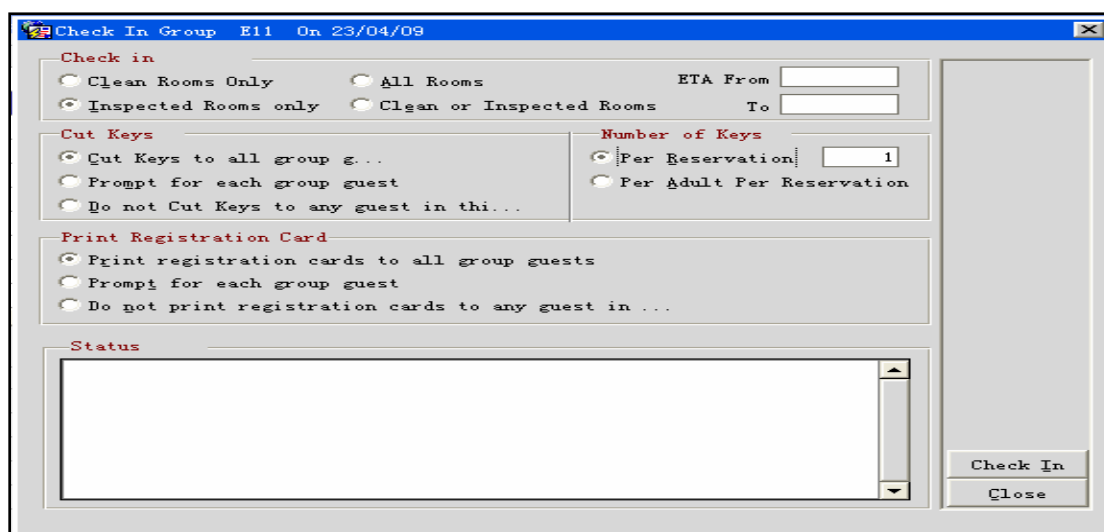 Check In Group E11 On 23/04/09
Check in
Clean Rooms Only All Rooms ETA From
Inspected Rooms only Clean or Inspected Rooms To
Cut Keys Number of Keys
Cut Keys to all group g... Per Reservation 1
Prompt for each group guest Per Adult Per Reservation
Do not Cut Keys to any guest in thi...
Print Registration Card
Print registration cards to all group guests
Prompt for each group guest
Do not print registration cards to any guest in ...
Status
Check In
Close